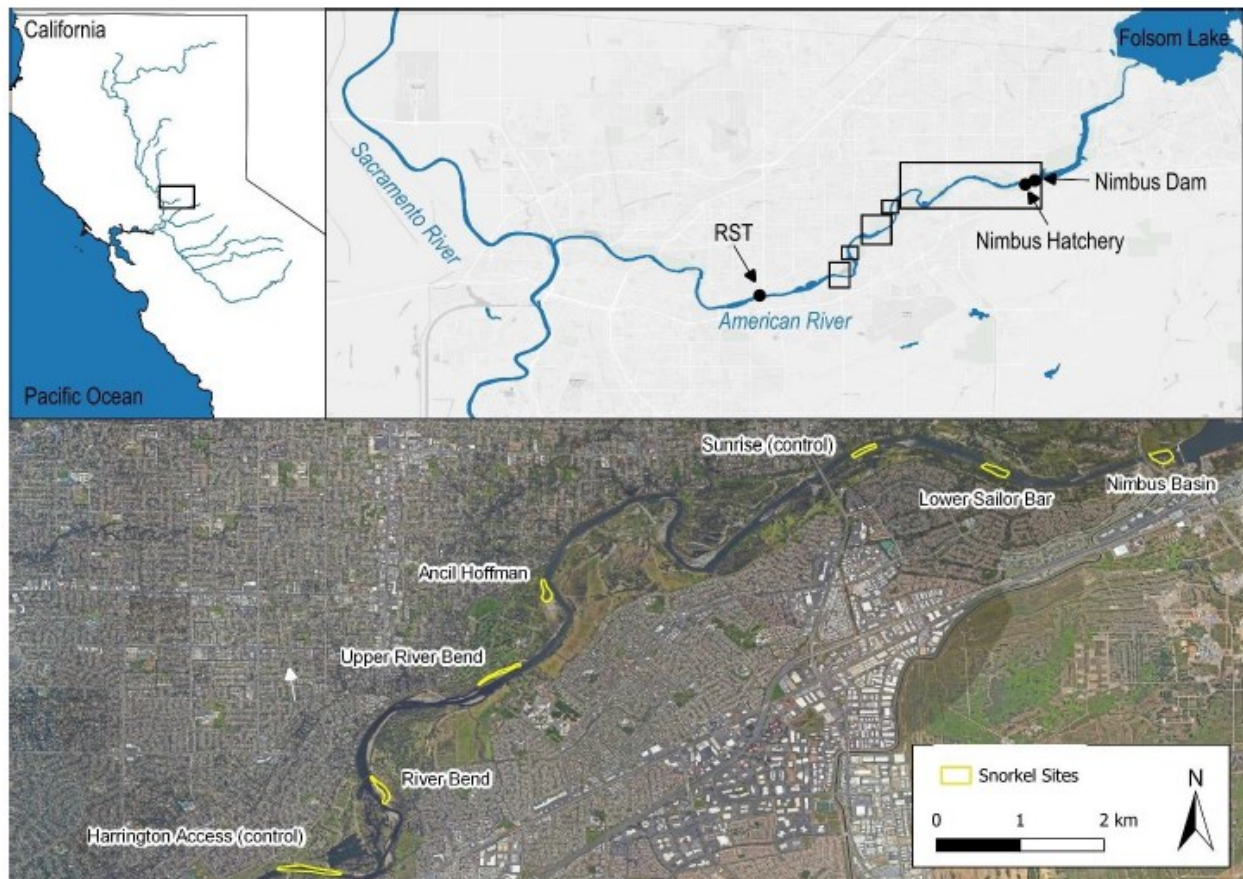 California
Pacific Ocean
Folsom Lake
Sacramento River
Nimbus Dam
Nimbus Hatchery
RST
American River
Sunrise (control)
Lower Sailor Bar
Nimbus Basin
Ancil Hoffman
Upper River Bend
River Bend
Harrington Access (control)
Snorkel Sites
N
0 1 2 km